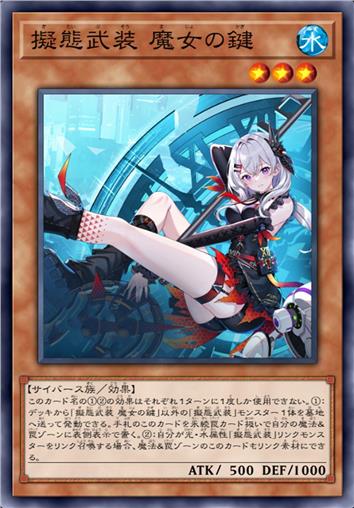 擬態武装 魔女の鍵
水
【サイバース族/効果】
このカード名の①②の効果はそれぞれ1ターンに1度しか使用できない。①:
デッキから「擬態武装 魔女の鍵」以外の「擬態武装」モンスター1体を墓地
へ送って発動できる。手札のこのカードを永続罠カード扱いで自分の魔法&
罠ゾーンに表側表示で置く。②:自分が光・水属性「擬態武装」リンクモンス
ターをリンク召喚する場合、魔法&罠ゾーンのこのカードもリンク素材にでき
る。
ATK/ 500 DEF/1000